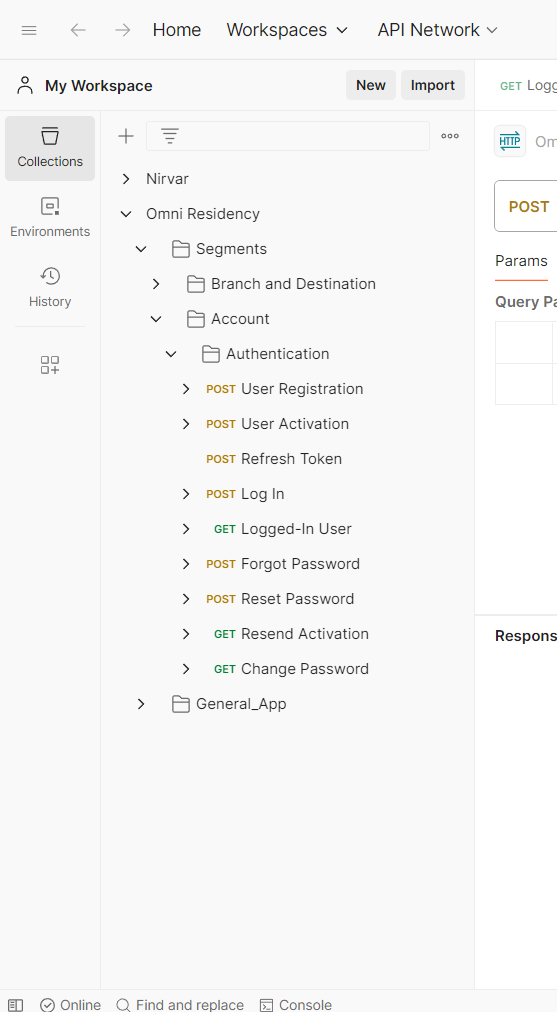 Home Workspaces API Network
My Workspace New Import GET Logg
Collections
HTTP Om
Nirvar
POST
Omni Residency
Environments
Segments
Params
Branch and Destination
History
Query Pa
Account
Authentication
POST User Registration
POST User Activation
POST Refresh Token
POST Log In
GET Logged-In User
POST Forgot Password
POST Reset Password
GET Resend Activation
Respons
GET Change Password
General_App
Online Find and replace Console